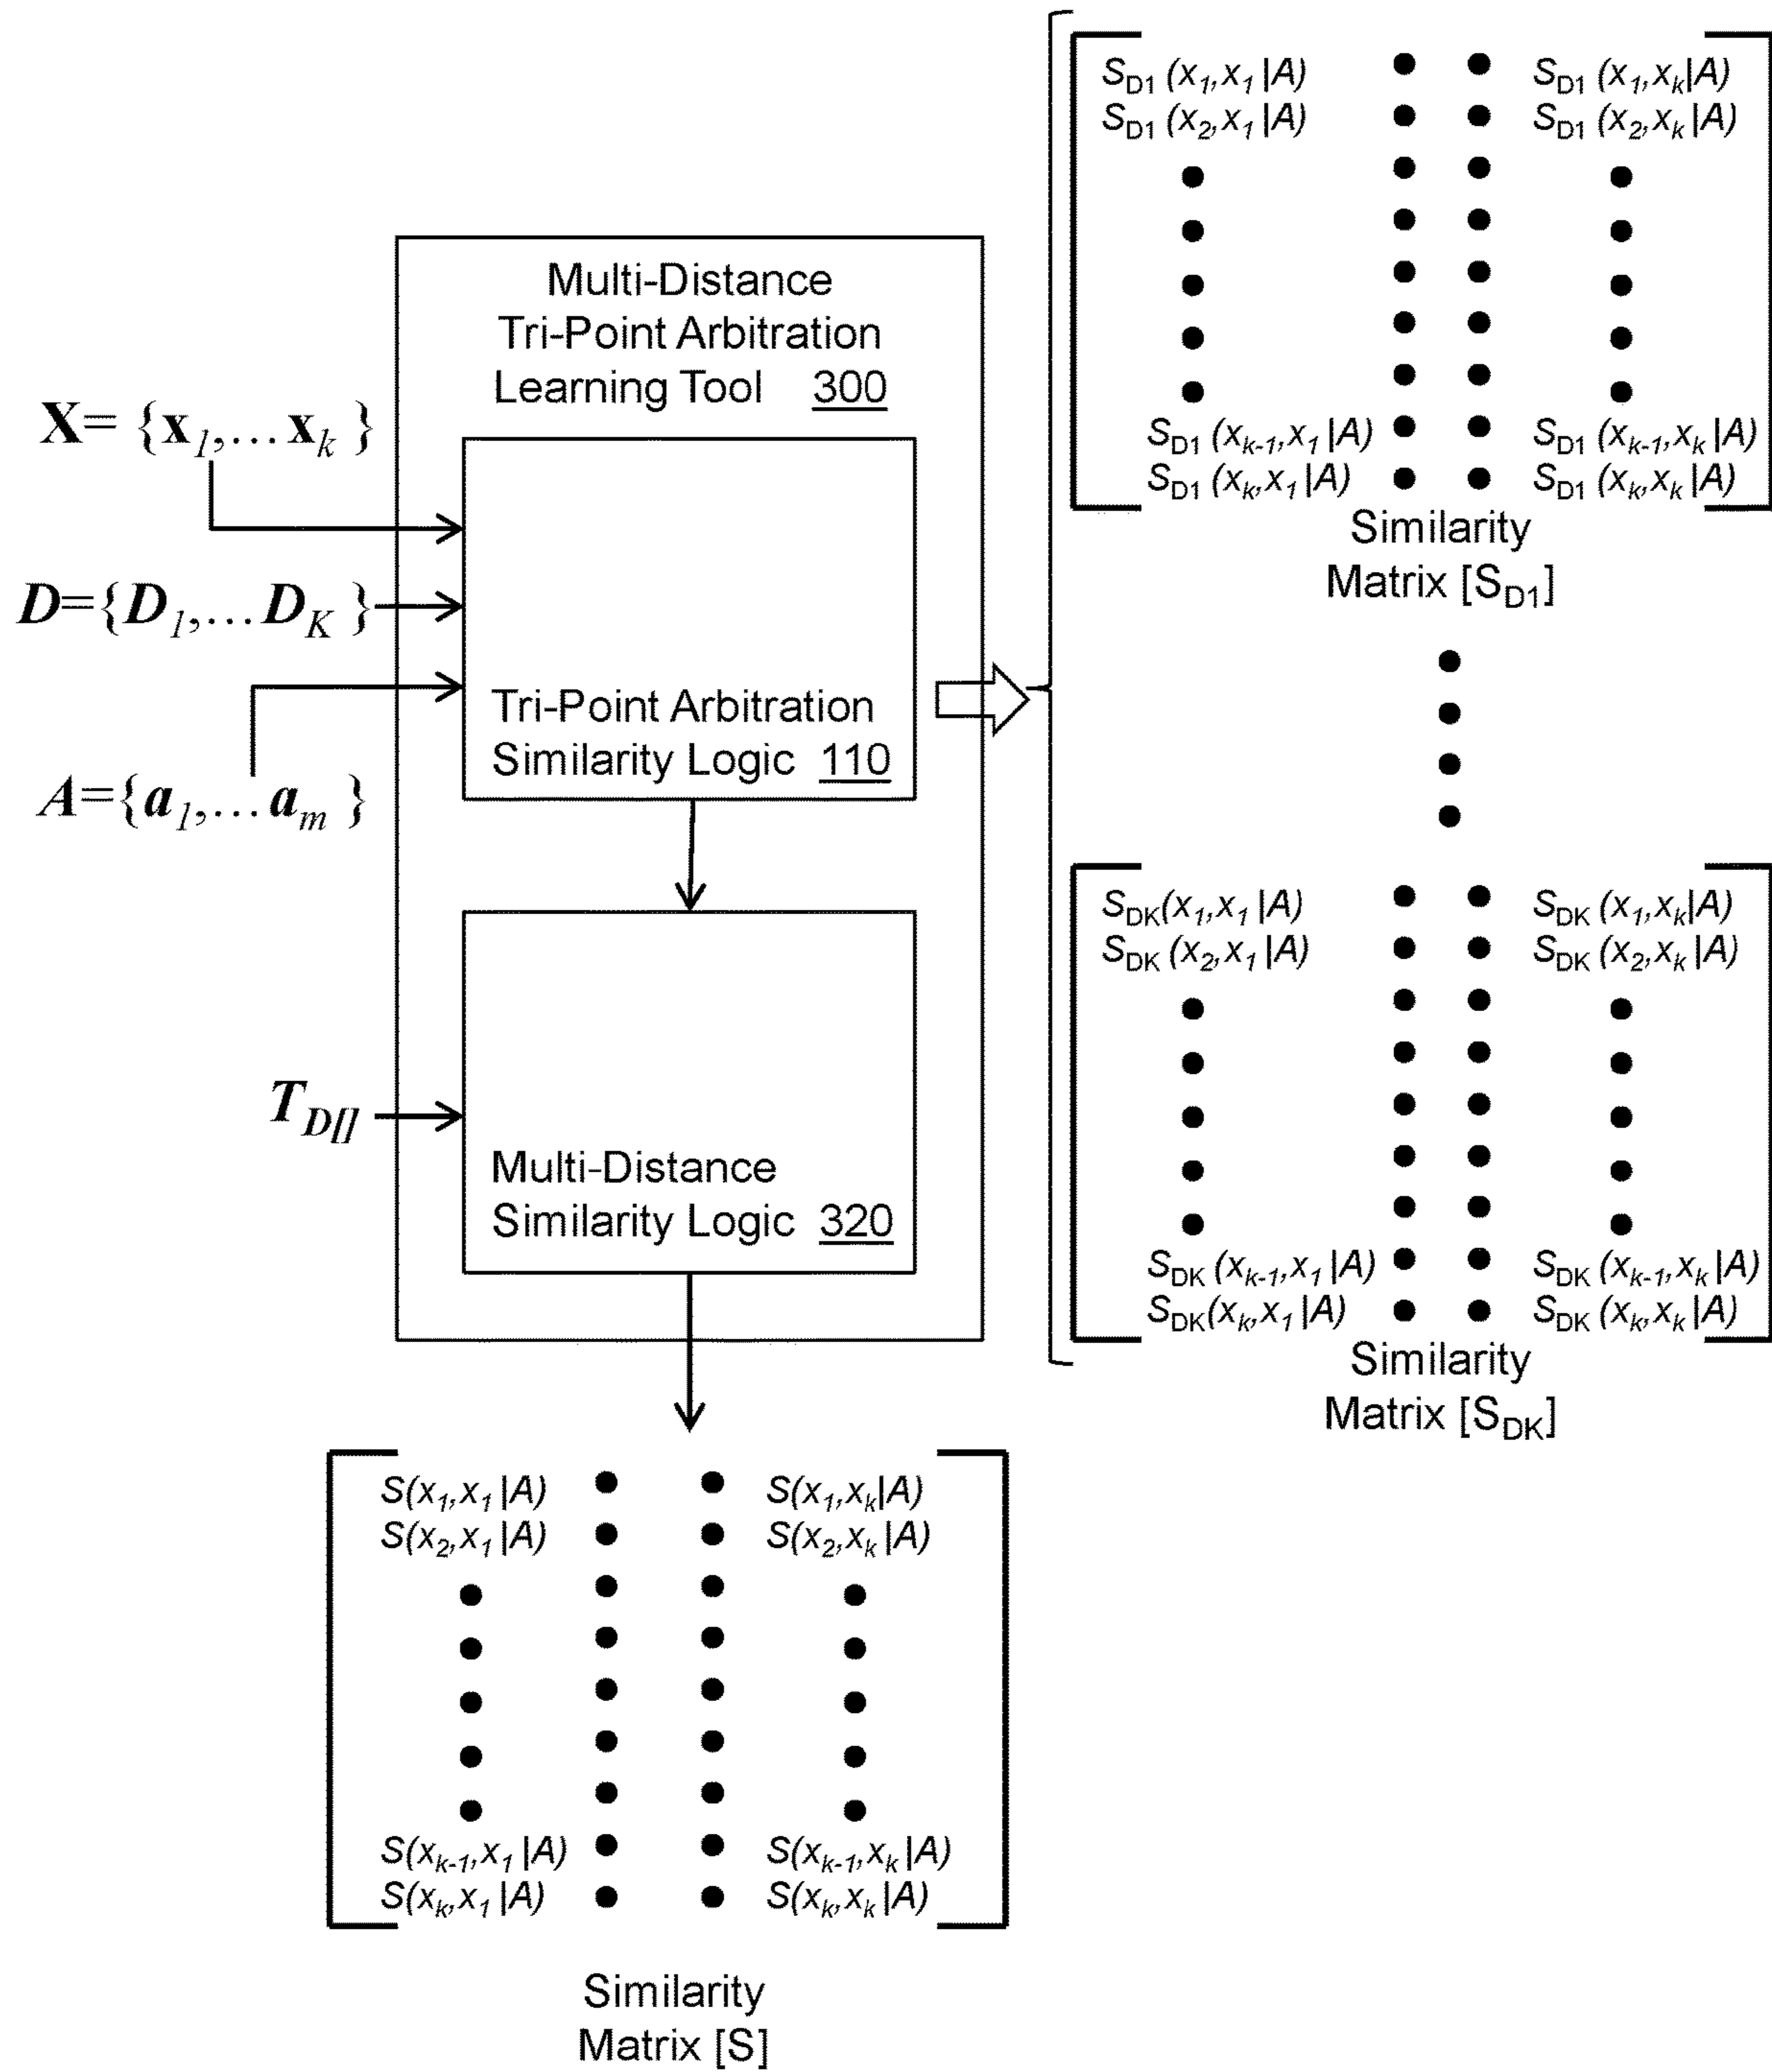 Multi-Distance
Tri-Point Arbitration
Learning Tool 300
X= {x1,... xk }
D={D1,... DK }
A={a1,... am }
Tri-Point Arbitration
Similarity Logic 110
TD[]
Multi-Distance
Similarity Logic 320
SD1 (x1,x1|A) SD1 (x1,xk|A)
SD1 (x2,x1|A) SD1 (x2,xk|A)
SD1 (xk-1,x1|A) SD1 (xk-1,xk|A)
SD1 (xk,x1|A) SD1 (xk,xk|A)
Similarity
Matrix [SD1]
SDK(x1,x1|A) SDK (x1,xk|A)
SDK (x2,x1|A) SDK (x2,xk|A)
SDK (xk-1,x1|A) SDK (xk-1,xk|A)
SDK(xk,x1|A) SDK (xk,xk|A)
Similarity
Matrix [SDK]
S(x1,x1|A) S(x1,xk|A)
S(x2,x1|A) S(x2,xk|A)
S(xk-1,x1|A) S(xk-1,xk|A)
S(xk,x1|A) S(xk,xk|A)
Similarity
Matrix [S]